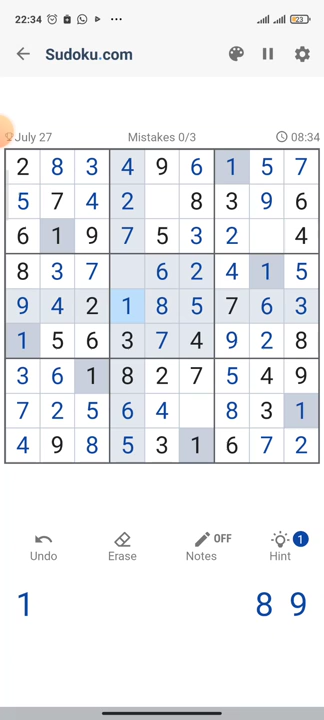 22:34 23
Sudoku.com
July 27 Mistakes 0/3 08:34
2 8 3 4 9 6 1 5 7
5 7 4 2 8 3 9 6
6 1 9 7 5 3 2 4
8 3 7 6 2 4 1 5
9 4 2 1 8 5 7 6 3
1 5 6 3 7 4 9 2 8
3 6 1 8 2 7 5 4 9
7 2 5 6 4 8 3 1
4 9 8 5 3 1 6 7 2
OFF 1
Undo Erase Notes Hint
1 8 9